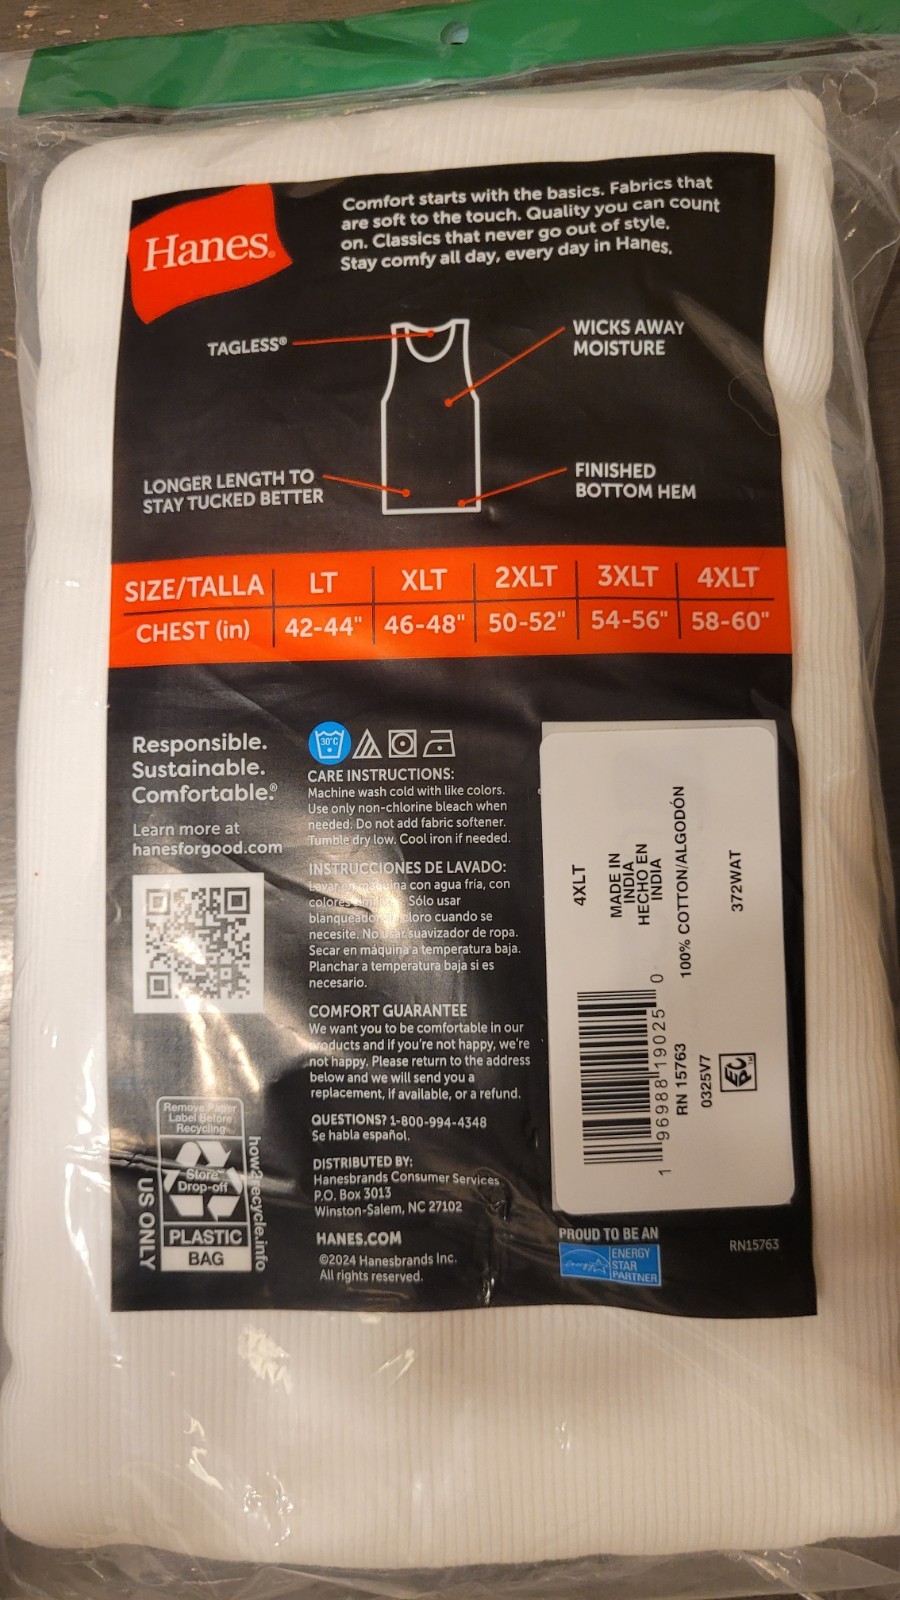 Hanes.
Comfort starts with the basics. Fabrics that
are soft to the touch. Quality you can count
on. Classics that never go out of style.
Stay comfy all day, every day in Hanes.
TAGLESS®
WICKS AWAY
MOISTURE
LONGER LENGTH TO
STAY TUCKED BETTER
FINISHED
BOTTOM HEM
SIZE/TALLA LT XLT 2XLT 3XLT 4XLT
CHEST (in) 42-44" 46-48" 50-52" 54-56" 58-60"
Responsible.
Sustainable.
Comfortable.®
Learn more at
hanesforgood.com
30°C
CARE INSTRUCTIONS:
Machine wash cold with like colors.
Use only non-chlorine bleach when
needed. Do not add fabric softener.
Tumble dry low. Cool iron if needed.
INSTRUCCIONES DE LAVADO:
Lavar en máquina con agua fría, con
colores Sólo usar
blanqueador cloro cuando se
necesite. No usar suavizador de ropa.
Secar en máquina a temperatura baja.
Planchar a temperatura baja si es
necesario.
COMFORT GUARANTEE
We want you to be comfortable in our
products and if you're not happy, we're
not happy. Please return to the address
below and we will send you a
replacement, if available, or a refund.
QUESTIONS? 1-800-994-4348
Se habla español.
DISTRIBUTED BY:
Hanesbrands Consumer Services
P.O. Box 3013
Winston-Salem, NC 27102
HANES.COM
©2024 Hanesbrands Inc.
All rights reserved.
Remove Paper
Label Before
Recycling
Store
Drop-off
PLASTIC
BAG
US ONLY
how2recycle.info
4XLT
MADE IN
INDIA
HECHO EN
INDIA
100% COTTON/ALGODÓN
372WAT
1 96988 19025 0
RN 15763
0325V7
EPC™
PROUD TO BE AN
ENERGY
STAR
PARTNER
RN15763